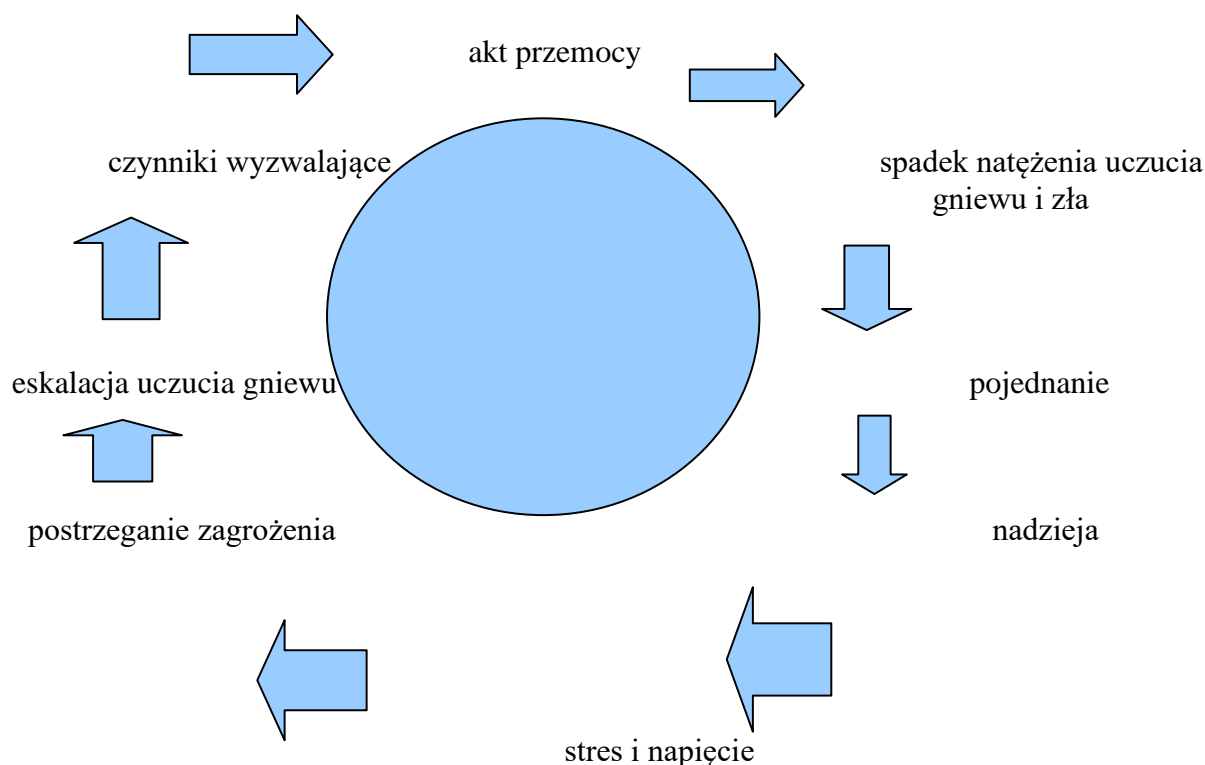 akt przemocy
czynniki wyzwalające
spadek natężenia uczucia
gniewu i zła
eskalacja uczucia gniewu
pojednanie
postrzeganie zagrożenia
nadzieja
stres i napięcie